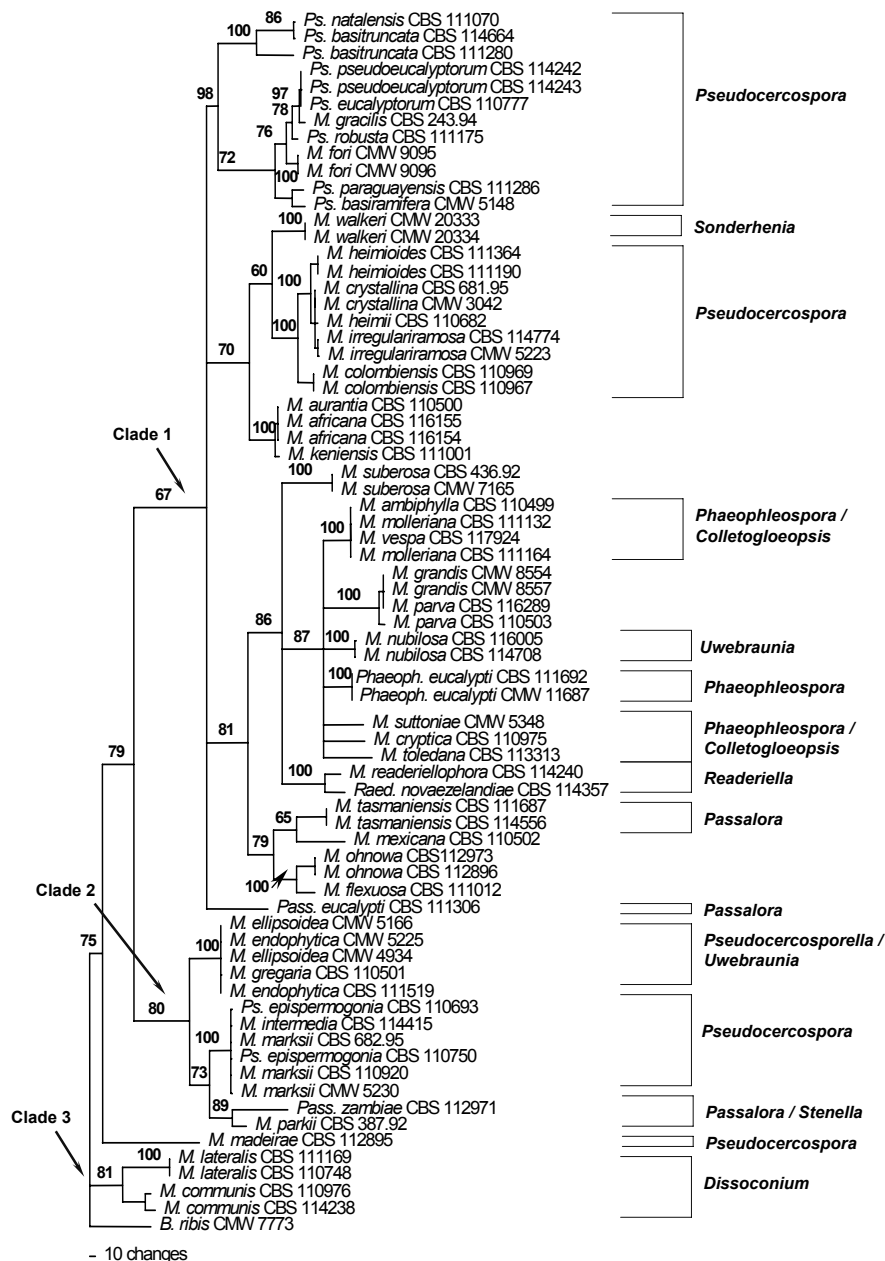 86
Ps. natalensis CBS 111070
100
Ps. basitruncata CBS 114664
Ps. basitruncata CBS 111280
Ps. pseudoeucalyptorum CBS 114242
98
97
Ps. pseudoeucalyptorum CBS 114243
Pseudocercospora
78
Ps. eucalyptorum CBS 110777
M. gracilis CBS 243.94
76
Ps. robusta CBS 111175
72
M. fori CMW 9095
100
M. fori CMW 9096
Ps. paraguayensis CBS 111286
Ps. basiramifera CMW 5148
100
M. walkeri CMW 20333
Sonderhenia
M. walkeri CMW 20334
M. heimioides CBS 111364
60
100
M. heimioides CBS 111190
M. crystallina CBS 681.95
M. crystallina CMW 3042
Pseudocercospora
100
M. heimii CBS 110682
M. irregulariramosa CBS 114774
70
M. irregulariramosa CMW 5223
M. colombiensis CBS 110969
M. colombiensis CBS 110967
M. aurantia CBS 110500
Clade 1
100
M. africana CBS 116155
M. africana CBS 116154
M. keniensis CBS 111001
100
M. suberosa CBS 436.92
67
M. suberosa CMW 7165
M. ambiphylla CBS 110499
Phaeophleospora /
Colletogloeopsis
100
M. molleriana CBS 111132
M. vespa CBS 117924
M. molleriana CBS 111164
M. grandis CMW 8554
100
M. grandis CMW 8557
M. parva CBS 116289
86
M. parva CBS 110503
87
100
M. nubilosa CBS 116005
Uwebraunia
M. nubilosa CBS 114708
100
Phaeoph. eucalypti CBS 111692
Phaeophleospora
Phaeoph. eucalypti CMW 11687
81
M. suttoniae CMW 5348
Phaeophleospora /
Colletogloeopsis
M. cryptica CBS 110975
79
M. toledana CBS 113313
100
M. readeriellophora CBS 114240
Readeriella
Raed. novaezelandiae CBS 114357
M. tasmaniensis CBS 111687
65
M. tasmaniensis CBS 114556
Passalora
79
M. mexicana CBS 110502
M. ohnowa CBS112973
Clade 2
100
M. ohnowa CBS 112896
M. flexuosa CBS 111012
Pass. eucalypti CBS 111306
Passalora
M. ellipsoidea CMW 5166
75
100
M. endophytica CMW 5225
Pseudocercosporella /
Uwebraunia
M. ellipsoidea CMW 4934
M. gregaria CBS 110501
M. endophytica CBS 111519
80
Ps. epispermogonia CBS 110693
M. intermedia CBS 114415
100
M. marksii CBS 682.95
Pseudocercospora
Ps. epispermogonia CBS 110750
73
M. marksii CBS 110920
M. marksii CMW 5230
89
Pass. zambiae CBS 112971
Passalora / Stenella
Clade 3
M. parkii CBS 387.92
M. madeirae CBS 112895
Pseudocercospora
100
M. lateralis CBS 111169
81
M. lateralis CBS 110748
Dissoconium
M. communis CBS 110976
M. communis CBS 114238
B. ribis CMW 7773
10 changes